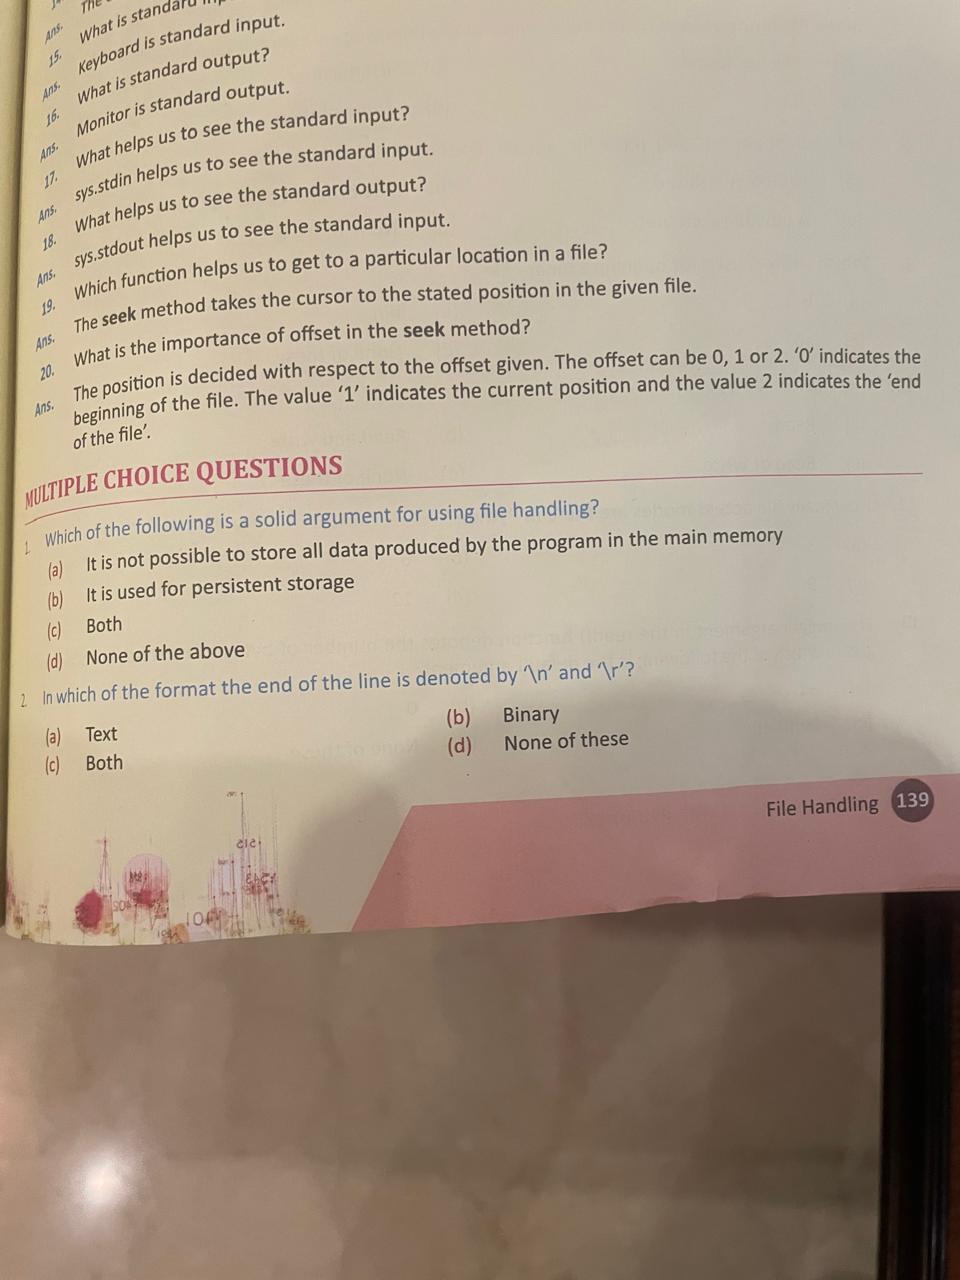 The
Ans. What is standard
15. Keyboard is standard input.
Ans. What is standard output?
16. Monitor is standard output.
Ans. What helps us to see the standard input?
17. sys.stdin helps us to see the standard input.
Ans. What helps us to see the standard output?
18. sys.stdout helps us to see the standard input.
Ans. Which function helps us to get to a particular location in a file?
19. The seek method takes the cursor to the stated position in the given file.
Ans. What is the importance of offset in the seek method?
20. The position is decided with respect to the offset given. The offset can be 0, 1 or 2. ‘0’ indicates the
Ans. beginning of the file. The value ‘1’ indicates the current position and the value 2 indicates the ‘end
of the file’.
MULTIPLE CHOICE QUESTIONS
1. Which of the following is a solid argument for using file handling?
(a) It is not possible to store all data produced by the program in the main memory
(b) It is used for persistent storage
(c) Both
(d) None of the above
2. In which of the format the end of the line is denoted by ‘\n’ and ‘\r’?
(a) Text (b) Binary
(c) Both (d) None of these
File Handling 139